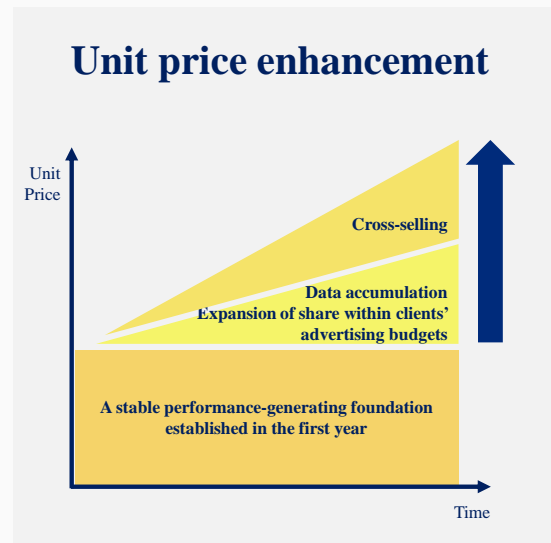 Unit price enhancement
Unit
Price
Cross-selling
Data accumulation
Expansion of share within clients’
advertising budgets
A stable performance-generating foundation
established in the first year
Time